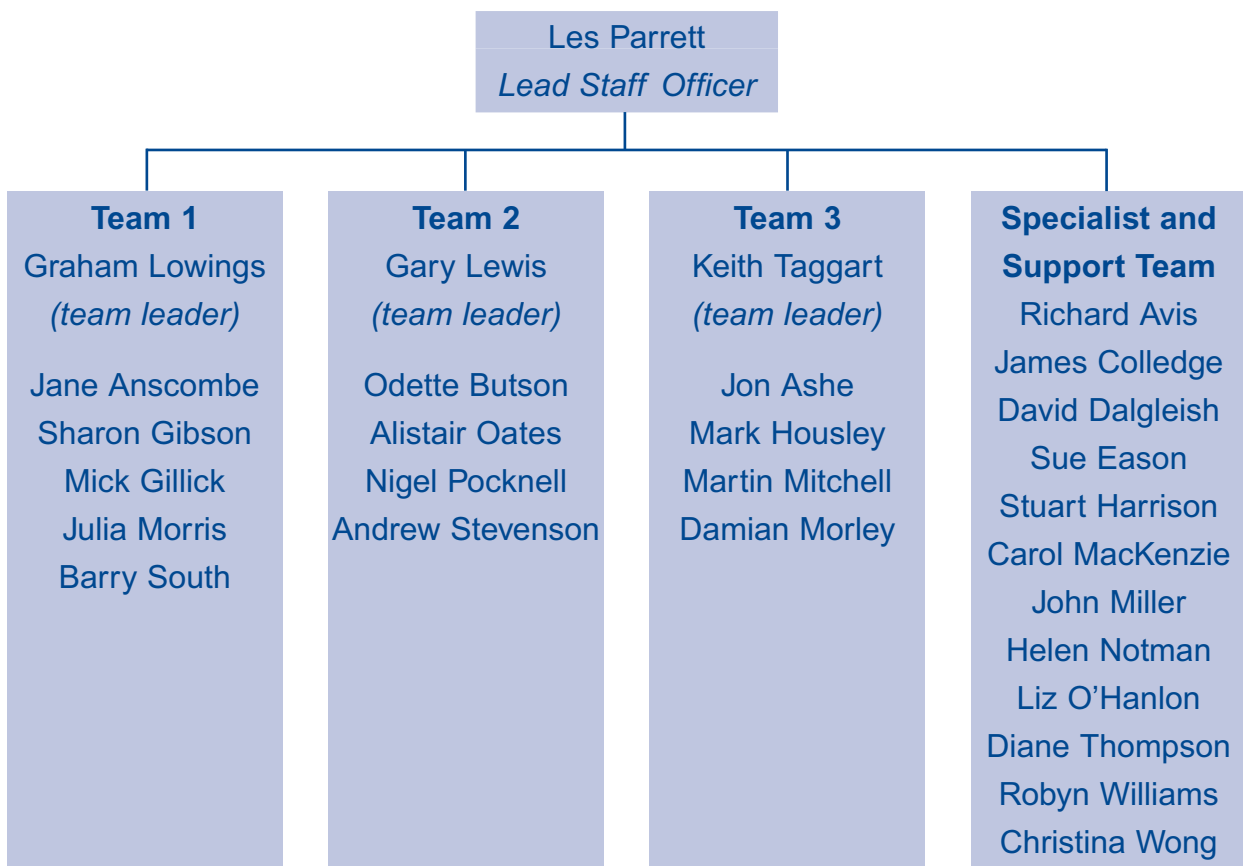 Les Parrett
Lead Staff Officer
Team 1
Graham Lowings
(team leader)
Jane Anscombe
Sharon Gibson
Mick Gillick
Julia Morris
Barry South
Team 2
Gary Lewis
(team leader)
Odette Butson
Alistair Oates
Nigel Pocknell
Andrew Stevenson
Team 3
Keith Taggart
(team leader)
Jon Ashe
Mark Housley
Martin Mitchell
Damian Morley
Specialist and
Support Team
Richard Avis
James Colledge
David Dalgleish
Sue Eason
Stuart Harrison
Carol MacKenzie
John Miller
Helen Notman
Liz O’Hanlon
Diane Thompson
Robyn Williams
Christina Wong